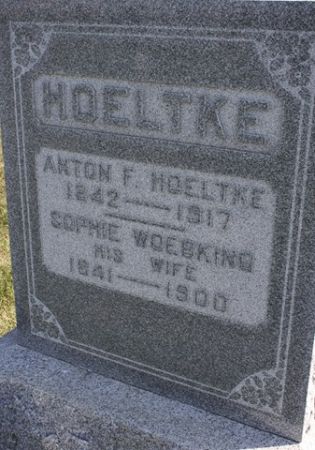 HOELTKE
ANTON F. HOELTKE
1842—1917
SOPHIE WOEBKING
HIS WIFE
1841—1900